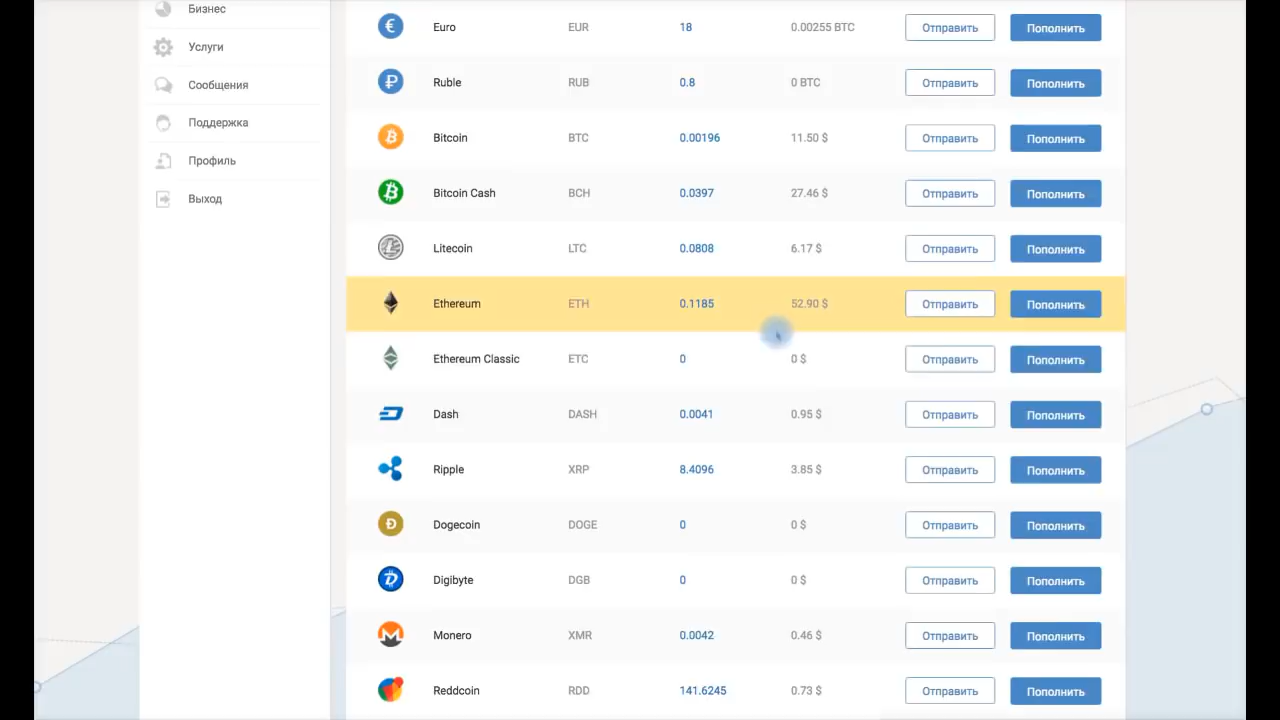 Бизнес
Услуги
Сообщения
Поддержка
Профиль
Выход
Euro EUR 18 0.00255 BTC Отправить Пополнить
Ruble RUB 0.8 0 BTC Отправить Пополнить
Bitcoin BTC 0.00196 11.50 $ Отправить Пополнить
Bitcoin Cash BCH 0.0397 27.46 $ Отправить Пополнить
Litecoin LTC 0.0808 6.17 $ Отправить Пополнить
Ethereum ETH 0.1185 52.90 $ Отправить Пополнить
Ethereum Classic ETC 0 0 $ Отправить Пополнить
Dash DASH 0.0041 0.95 $ Отправить Пополнить
Ripple XRP 8.4096 3.85 $ Отправить Пополнить
Dogecoin DOGE 0 0 $ Отправить Пополнить
Digibyte DGB 0 0 $ Отправить Пополнить
Monero XMR 0.0042 0.46 $ Отправить Пополнить
Reddcoin RDD 141.6245 0.73 $ Отправить Пополнить